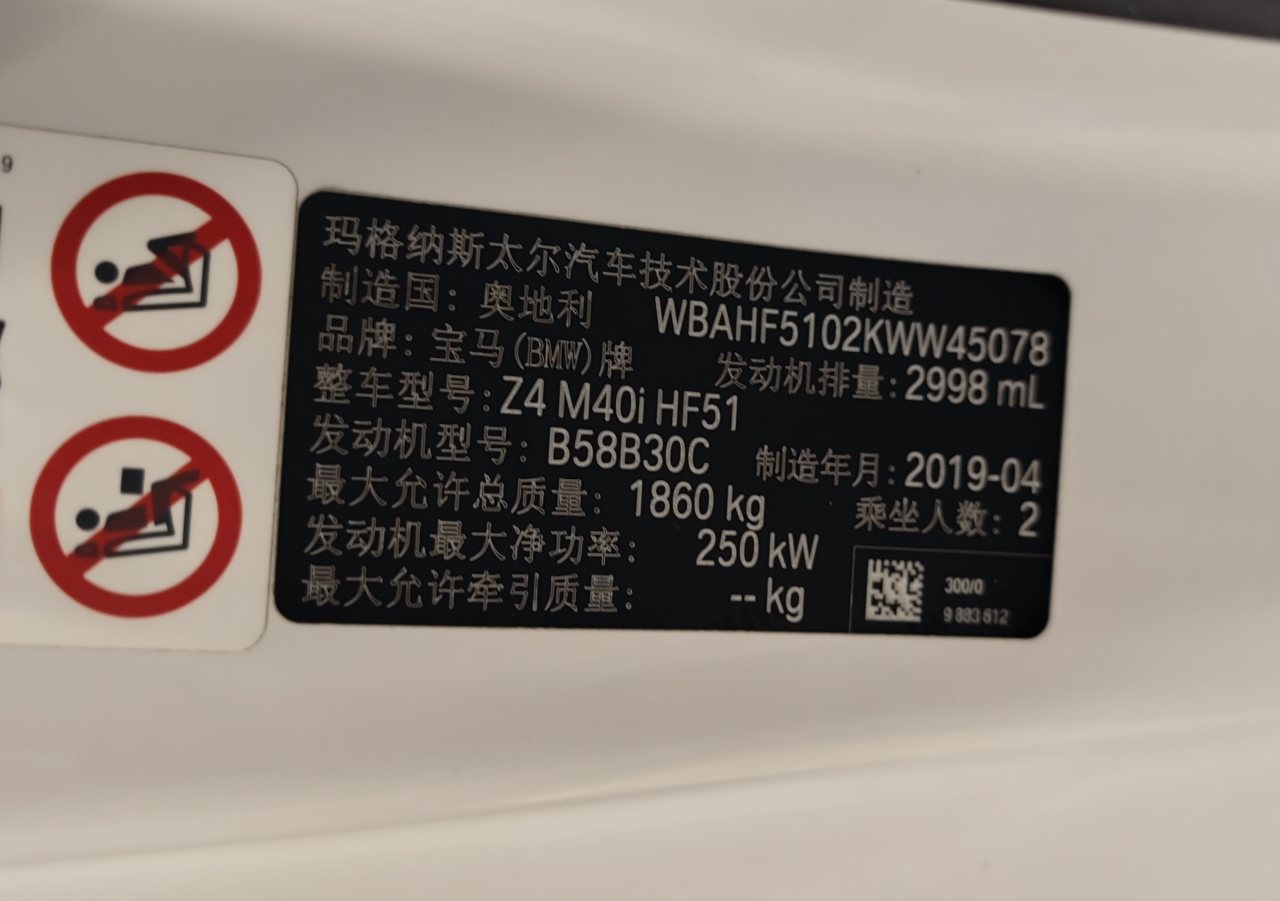 9
玛格纳斯太尔汽车技术股份公司制造
制造国：奥地利 WBAHF5102KWW45078
品牌：宝马(BMW)牌 发动机排量：2998 mL
整车型号：Z4 M40i HF51
发动机型号：B58B30C 制造年月：2019-04
最大允许总质量：1860 kg 乘坐人数：2
发动机最大净功率：250 kW
最大允许牵引质量：-- kg
300/0
9 883 612